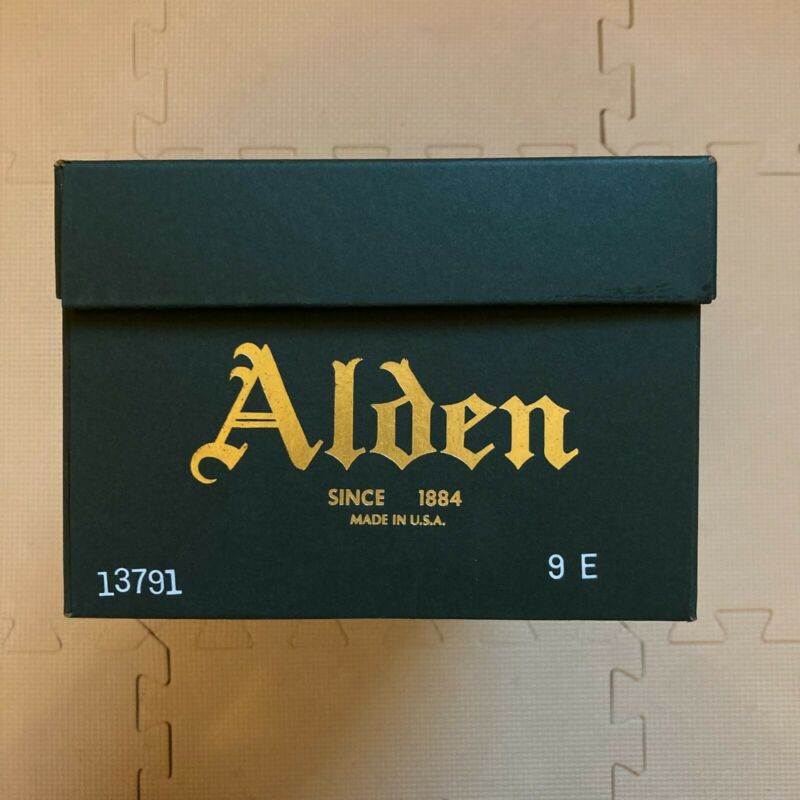 Alden
SINCE 1884
MADE IN U.S.A.
13791 9 E